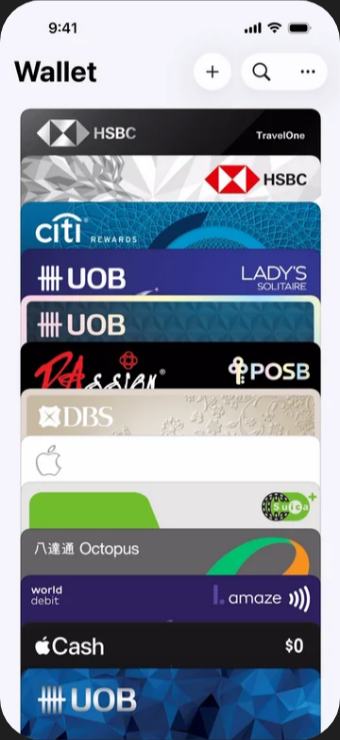 9:41
Wallet
HSBC
TravelOne
HSBC
citi REWARDS
UOB LADY'S
SOLITAIRE
UOB
PAssion POSB
DBS
Suica
八達通 Octopus
world
debit
amaze
Cash $0
UOB